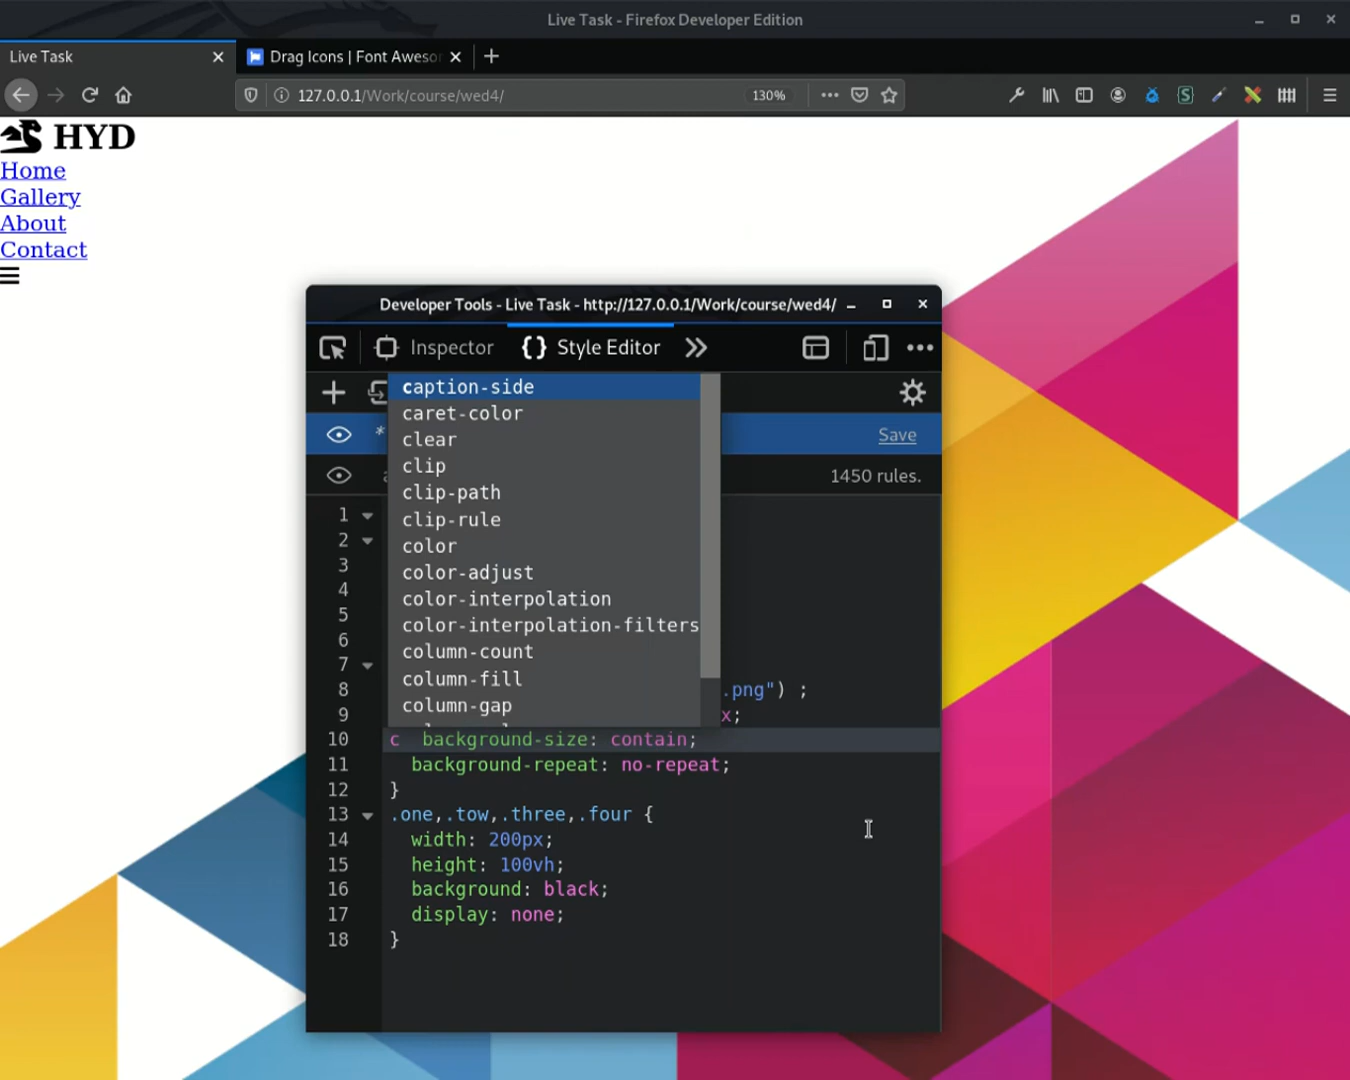 Live Task - Firefox Developer Edition
Live Task
Drag Icons | Font Aweso
127.0.0.1/Work/course/wed4/
130%
HYD
Home
Gallery
About
Contact
Developer Tools - Live Task - http://127.0.0.1/Work/course/wed4/
Inspector
{ } Style Editor
caption-side
caret-color
clear
clip
clip-path
clip-rule
color
color-adjust
color-interpolation
color-interpolation-filters
column-count
column-fill
column-gap
* Save
1450 rules.
1
2
3
4
5
6
7
8 .png") ;
9 x;
10 c background-size: contain;
11 background-repeat: no-repeat;
12 }
13 .one,.tow,.three,.four {
14 width: 200px;
15 height: 100vh;
16 background: black;
17 display: none;
18 }